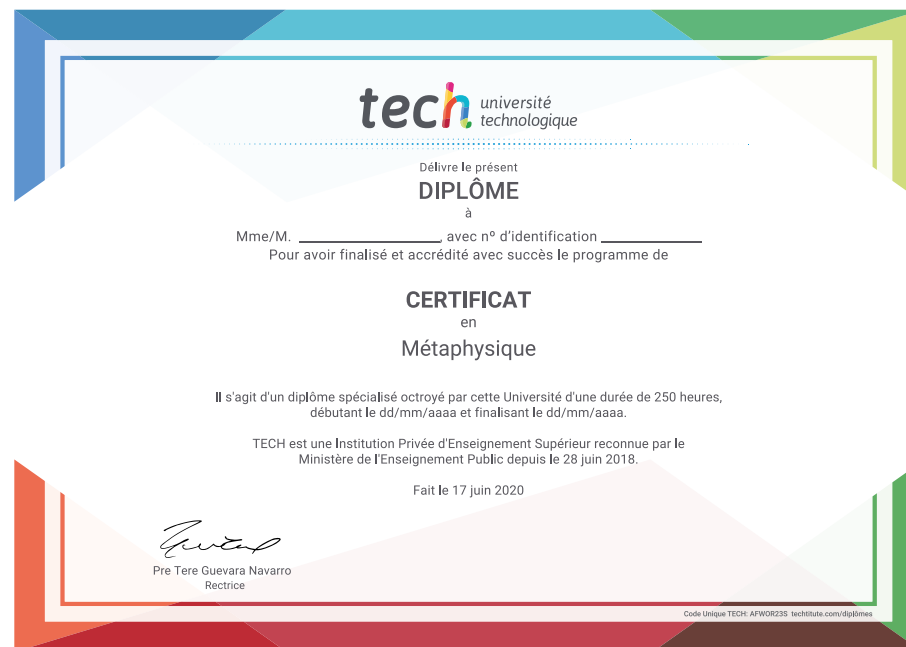 tech université
technologique
Délivre le présent
DIPLÔME
à
Mme/M. ____________________, avec nº d'identification ______________
Pour avoir finalisé et accrédité avec succès le programme de
CERTIFICAT
en
Métaphysique
Il s'agit d'un diplôme spécialisé octroyé par cette Université d'une durée de 250 heures,
débutant le dd/mm/aaaa et finalisant le dd/mm/aaaa.
TECH est une Institution Privée d'Enseignement Supérieur reconnue par le
Ministère de l'Enseignement Public depuis le 28 juin 2018.
Fait le 17 juin 2020
Pre Tere Guevara Navarro
Rectrice
Code Unique TECH: AFWOR23S techtitute.com/diplômes